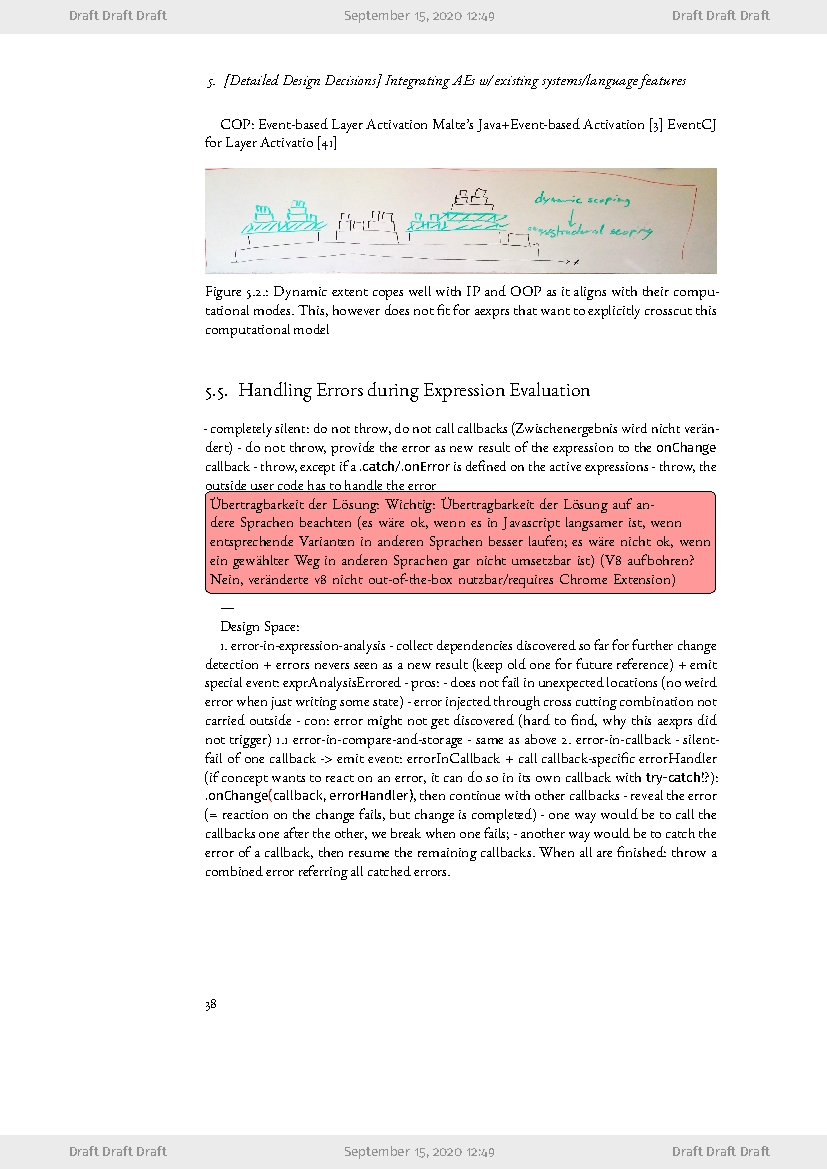 Draft Draft Draft September 15, 2020 12:49 Draft Draft Draft
5. [Detailed Design Decisions] Integrating AEs w/ existing systems/language features
COP: Event-based Layer Activation Malte's Java+Event-based Activation [3] EventCJ
for Layer Activatio [41]
dynamic scoping
structural scoping
Figure 5.2.: Dynamic extent copes well with IP and OOP as it aligns with their compu-
tational modes. This, however does not fit for aexprs that want to explicitly crosscut this
computational model
5.5. Handling Errors during Expression Evaluation
- completely silent: do not throw, do not call callbacks (Zwischenergebnis wird nicht verän-
dert) - do not throw, provide the error as new result of the expression to the onChange
callback - throw, except if a .catch/.onError is defined on the active expressions - throw, the
outside user code has to handle the error
Übertragbarkeit der Lösung: Wichtig: Übertragbarkeit der Lösung auf an-
dere Sprachen beachten (es wäre ok, wenn es in Javascript langsamer ist, wenn
entsprechende Varianten in anderen Sprachen besser laufen; es wäre nicht ok, wenn
ein gewählter Weg in anderen Sprachen gar nicht umsetzbar ist) (V8 aufbohren?
Nein, veränderte v8 nicht out-of-the-box nutzbar/requires Chrome Extension)
—
Design Space:
1. error-in-expression-analysis - collect dependencies discovered so far for further change
detection + errors nevers seen as a new result (keep old one for future reference) + emit
special event: exprAnalysisErrored - pros: - does not fail in unexpected locations (no weird
error when just writing some state) - error injected through cross cutting combination not
carried outside - con: error might not get discovered (hard to find, why this aexprs did
not trigger) 1.1 error-in-compare-and-storage - same as above 2. error-in-callback - silent-
fail of one callback -> emit event: errorInCallback + call callback-specific errorHandler
(if concept wants to react on an error, it can do so in its own callback with try-catch!?):
.onChange(callback, errorHandler), then continue with other callbacks - reveal the error
(= reaction on the change fails, but change is completed) - one way would be to call the
callbacks one after the other, we break when one fails; - another way would be to catch the
error of a callback, then resume the remaining callbacks. When all are finished: throw a
combined error referring all catched errors.
38
Draft Draft Draft September 15, 2020 12:49 Draft Draft Draft